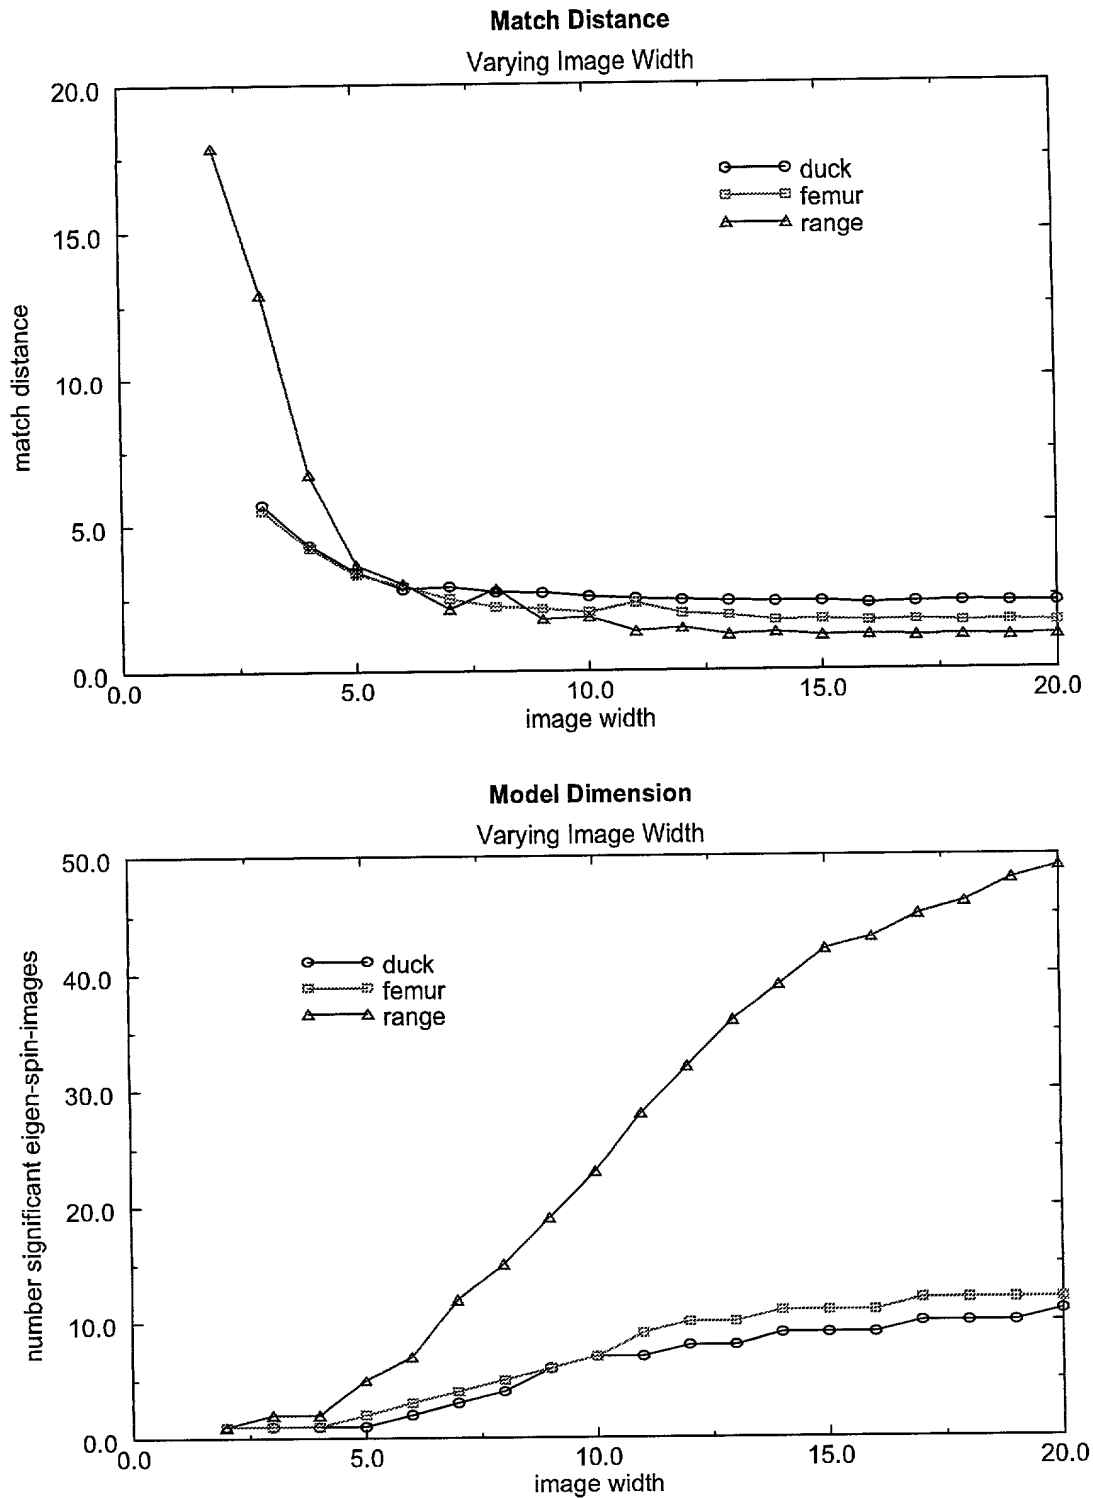 Match Distance
Varying Image Width
20.0
15.0
10.0
5.0
0.0
match distance
duck
femur
range
0.0 5.0 10.0 15.0 20.0
image width
Model Dimension
Varying Image Width
50.0
40.0
30.0
20.0
10.0
0.0
number significant eigen-spin-images
duck
femur
range
0.0 5.0 10.0 15.0 20.0
image width